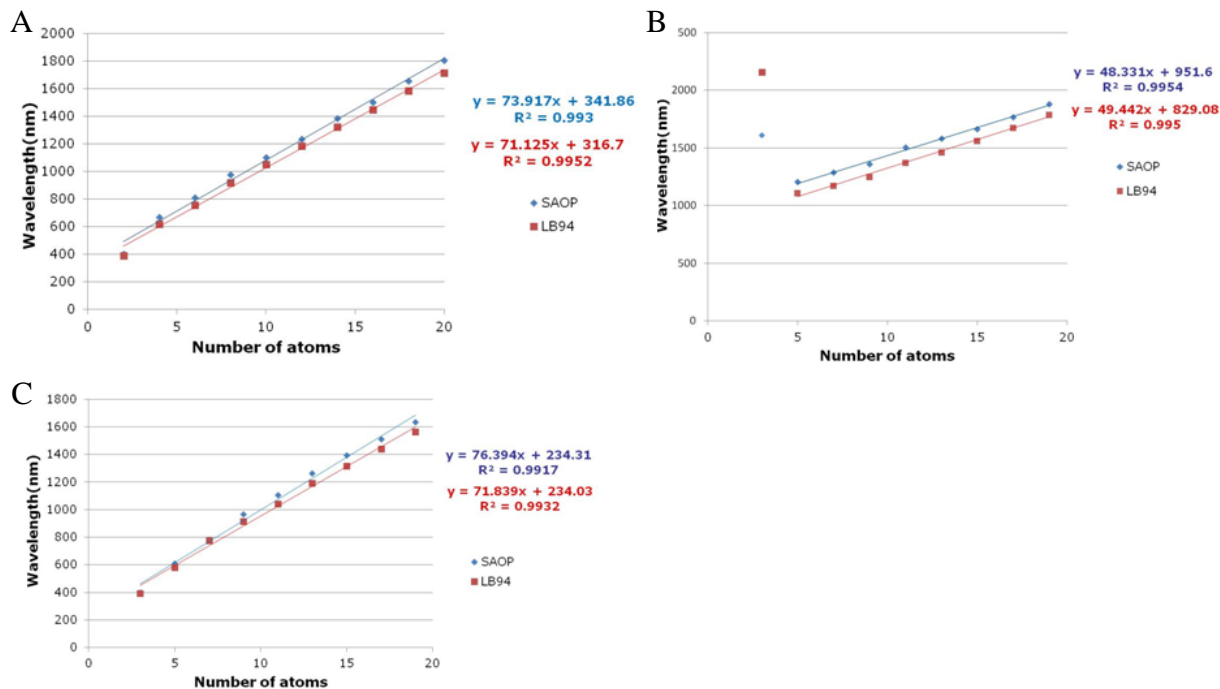 A
2000
1800
1600
1400
1200
1000
800
600
400
200
0
Wavelength(nm)
0 5 10 15 20
Number of atoms
y = 73.917x + 341.86
R² = 0.993
y = 71.125x + 316.7
R² = 0.9952
SAOP
LB94
B
500
2000
1500
1000
500
0
Wavelength(nm)
0 5 10 15 20
Number of atoms
y = 48.331x + 951.6
R² = 0.9954
y = 49.442x + 829.08
R² = 0.995
SAOP
LB94
C
1800
1600
1400
1200
1000
800
600
400
200
0
Wavelength(nm)
0 5 10 15 20
Number of atoms
y = 76.394x + 234.31
R² = 0.9917
y = 71.839x + 234.03
R² = 0.9932
SAOP
LB94